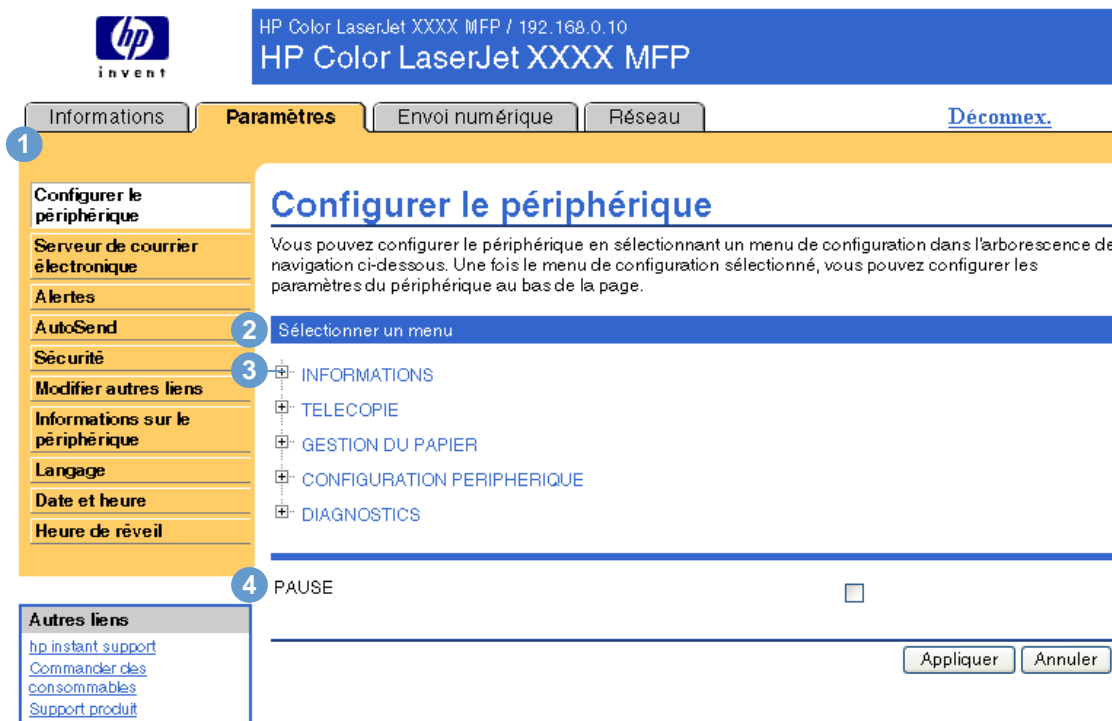 hp
invent
HP Color LaserJet XXXX MFP / 192.168.0.10
HP Color LaserJet XXXX MFP
Informations
Paramètres
Envoi numérique
Réseau
Déconnex.
1
Configurer le
périphérique
Serveur de courrier
électronique
Alertes
AutoSend
Sécurité
Modifier autres liens
Informations sur le
périphérique
Langage
Date et heure
Heure de réveil
Autres liens
hp instant support
Commander des
consommables
Support produit
Configurer le périphérique
Vous pouvez configurer le périphérique en sélectionnant un menu de configuration dans l'arborescence de
navigation ci-dessous. Une fois le menu de configuration sélectionné, vous pouvez configurer les
paramètres du périphérique au bas de la page.
2
Sélectionner un menu
3
INFORMATIONS
TELECOPIE
GESTION DU PAPIER
CONFIGURATION PERIPHERIQUE
DIAGNOSTICS
4
PAUSE
Appliquer
Annuler